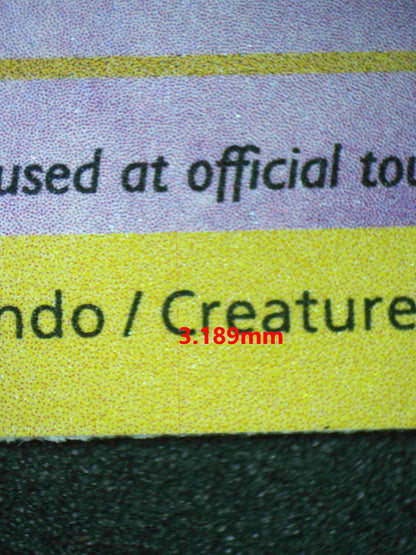 used at official tou
ndo / Creature
3.189mm